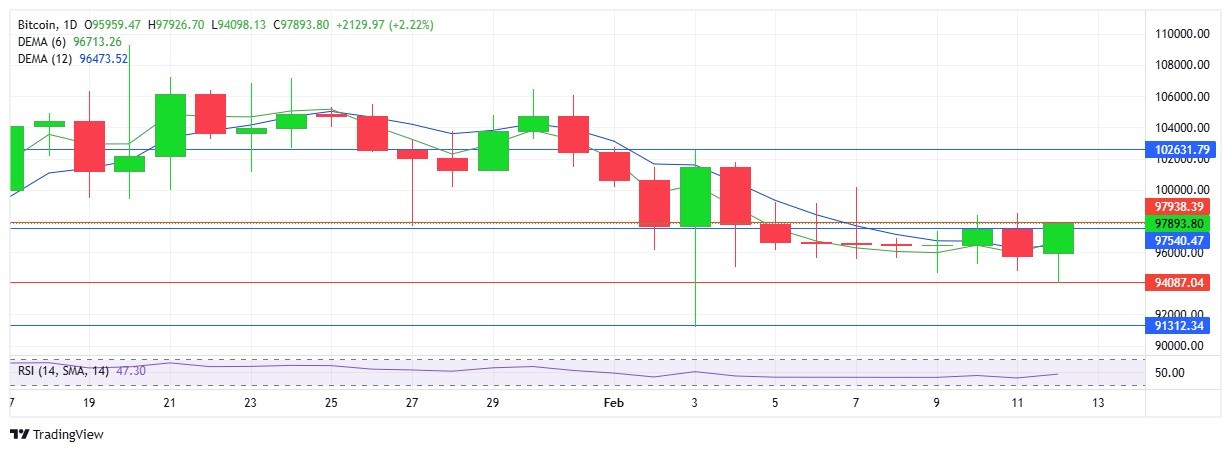 Bitcoin, 1D O95959.47 H97926.70 L94098.13 C97893.80 +2129.97 (+2.22%)
DEMA (6) 96713.26
DEMA (12) 96473.52
110000.00
108000.00
106000.00
104000.00
102631.79
102000.00
100000.00
97938.39
97893.80
97540.47
96000.00
94087.04
92000.00
91312.34
90000.00
RSI (14, SMA, 14) 47.30
50.00
7 19 21 23 25 27 29 Feb 3 5 7 9 11 13
TradingView